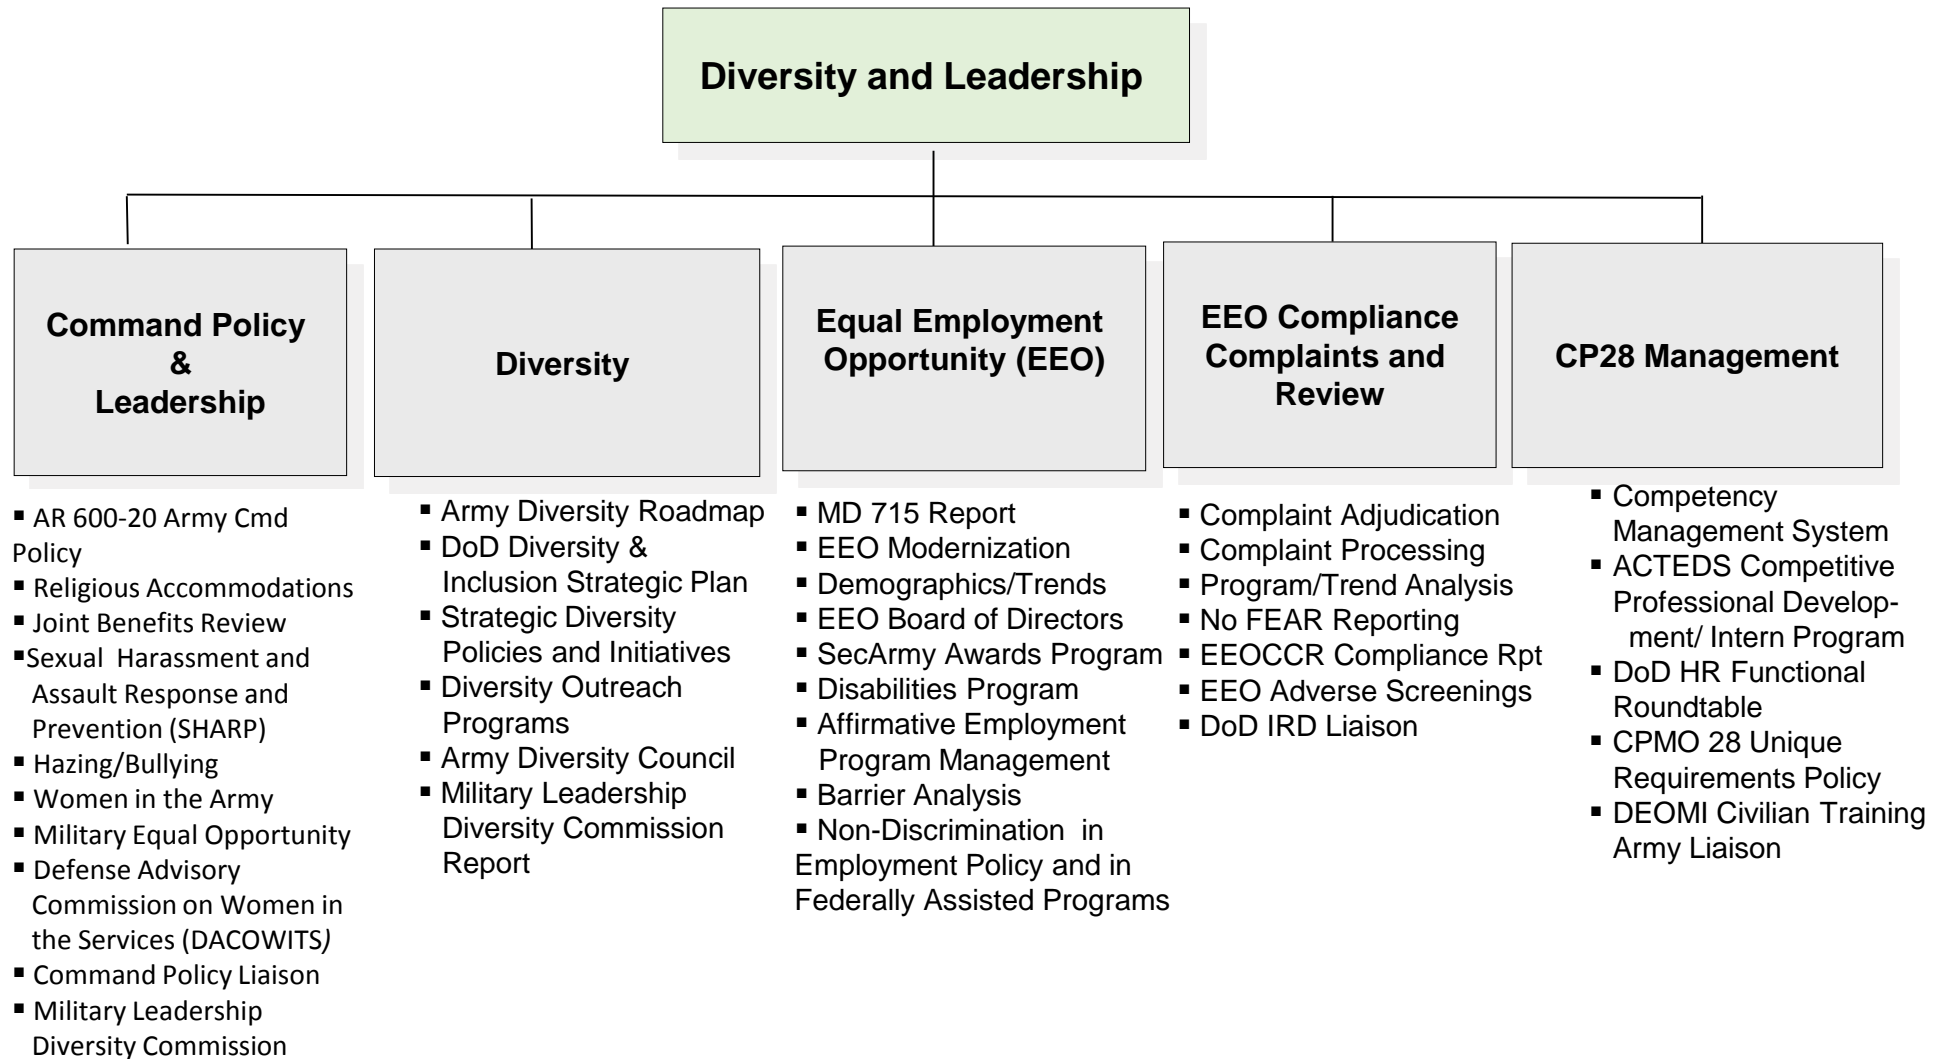 Diversity and Leadership
Command Policy
&
Leadership
▪ AR 600-20 Army Cmd
Policy
▪ Religious Accommodations
▪ Joint Benefits Review
▪Sexual  Harassment and
Assault Response and
Prevention (SHARP)
▪ Hazing/Bullying
▪ Women in the Army
▪ Military Equal Opportunity
▪ Defense Advisory
Commission on Women in
the Services (DACOWITS)
▪ Command Policy Liaison
▪ Military Leadership
Diversity Commission
Diversity
▪ Army Diversity Roadmap
▪ DoD Diversity &
Inclusion Strategic Plan
▪ Strategic Diversity
Policies and Initiatives
▪ Diversity Outreach
Programs
▪ Army Diversity Council
▪ Military Leadership
Diversity Commission
Report
Equal Employment
Opportunity (EEO)
▪ MD 715 Report
▪ EEO Modernization
▪ Demographics/Trends
▪ EEO Board of Directors
▪ SecArmy Awards Program
▪ Disabilities Program
▪ Affirmative Employment
Program Management
▪ Barrier Analysis
▪ Non-Discrimination  in
Employment Policy and in
Federally Assisted Programs
EEO Compliance
Complaints and
Review
▪ Complaint Adjudication
▪ Complaint Processing
▪ Program/Trend Analysis
▪ No FEAR Reporting
▪ EEOCCR Compliance Rpt
▪ EEO Adverse Screenings
▪ DoD IRD Liaison
CP28 Management
▪ Competency
Management System
▪ ACTEDS Competitive
Professional Develop-
ment/ Intern Program
▪ DoD HR Functional
Roundtable
▪ CPMO 28 Unique
Requirements Policy
▪ DEOMI Civilian Training
Army Liaison